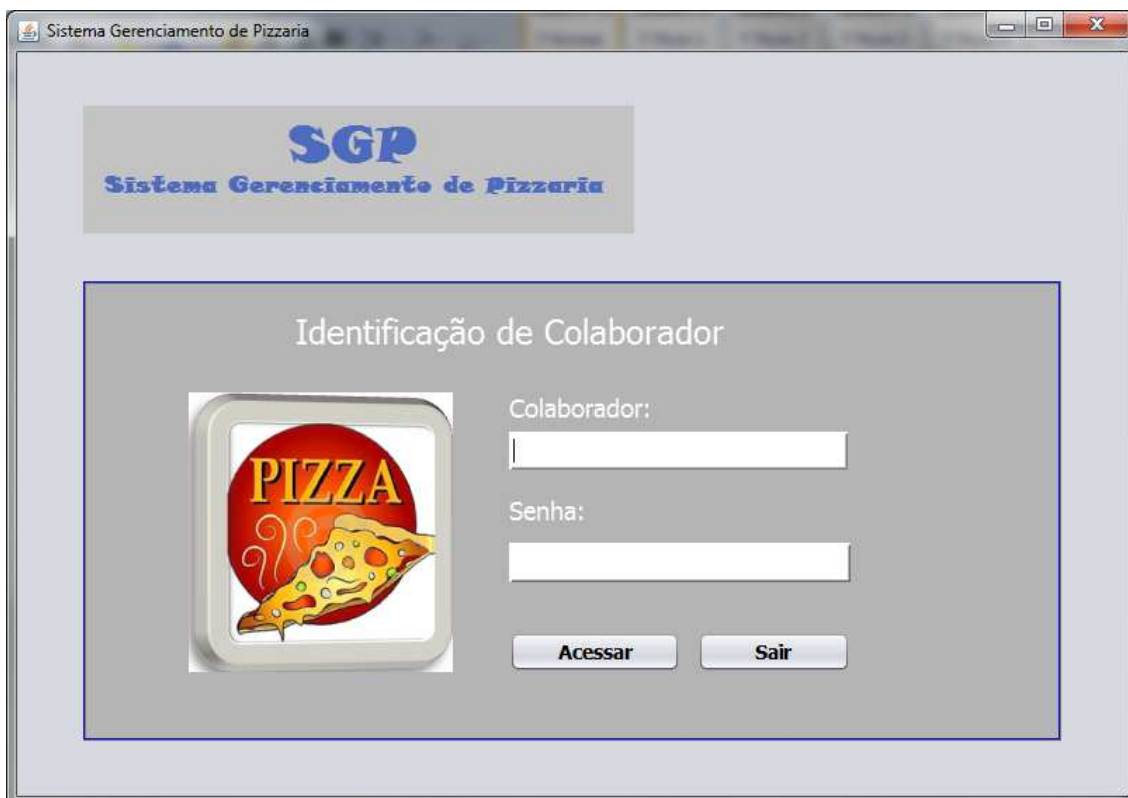 Sistema Gerenciamento de Pizzaria
SGP
Sistema Gerenciamento de Pizzaria
Identificação de Colaborador
Colaborador:
PIZZA
Senha:
Acessar
Sair